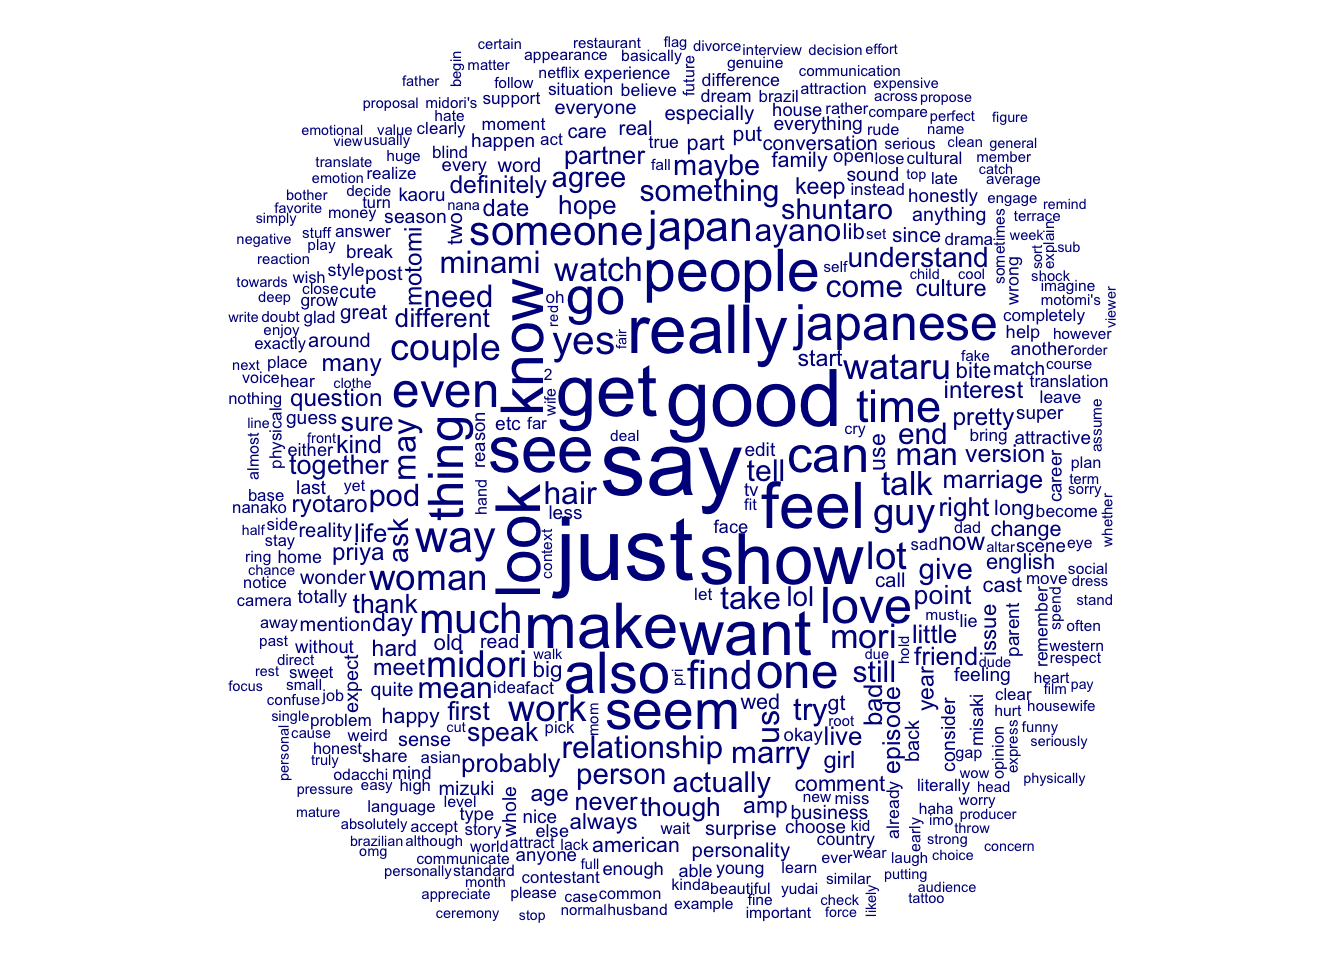 certain restaurant flag divorce interview decision effort
begin matter appearance basically future genuine communication
father follow netflix experience difference expensive
situation believe dream brazil attraction across propose
proposal midori's support everyone especially house rather compare perfect figure
hate moment everything rude name
emotional value clearly act care real true part put conversation serious clean general
view usually happen
translate huge blind every word partner fall maybe family open lose cultural member
emotion realize definitely agree sound top late catch average
bother decide kaoru something keep instead honestly engage
favorite turn nana hope shuntaro anything remind
simply money season two date terrace
stuff answer someone japan ayano lib set since drama sometimes week explain
negative play motomi minami watch people self understand wrong sort sub
reaction break child cool shock
towards wish style post need know oh go come culture imagine
deep close cute motomi's viewer
grow red
write doubt glad great different really japanese completely
enjoy yes fair help however
exactly around couple start wataru fake another order
next place many bite match course
voice hear clothe even 2 get good time interest translation
nothing question wife leave
guess sure thing etc far pretty super
line almost physical front reason deal cry use end bring attractive assume
either kind may see say edit can man version career plan
together tell term
base last yet pod hand hair tv feel talk marriage sorry
nanako ryotaro less fit guy right long become
half side reality life ask way look context just face show lot sad now dad change whether
stay altar scene eye
ring home priya call english
chance wonder woman give cast move social
notice let take lol love point dress
camera totally thank spend stand
away mention day much make want mori little must lie issue parent remember often
past without hard old read hold western
direct expect meet midori walk big also pri find one due still friend dude respect
rest sweet heart
focus small quite mean idea fact feeling film pay
confuse job work seem mom us wed try gt bad year misaki clear housewife
single problem happy first hurt
cause cut speak pick root episode back consider opinion express funny
personal weird sense okay live seriously
honest relationship marry girl gap
truly share asian probably wow
odacchi mind person actually comment literally head physically
pressure easy high mizuki age new miss already worry
mature language level whole never though amp haha producer
type nice business imo throw
absolutely accept story else always wait surprise choose kid early strong
brazilian although world attract lack american country concern
omg communicate anyone personality ever wear laugh choice
personally standard full enough able young learn putting
month contestant kinda similar audience
appreciate please case common beautiful yudai check likely tattoo
ceremony stop normal husband example fine important force